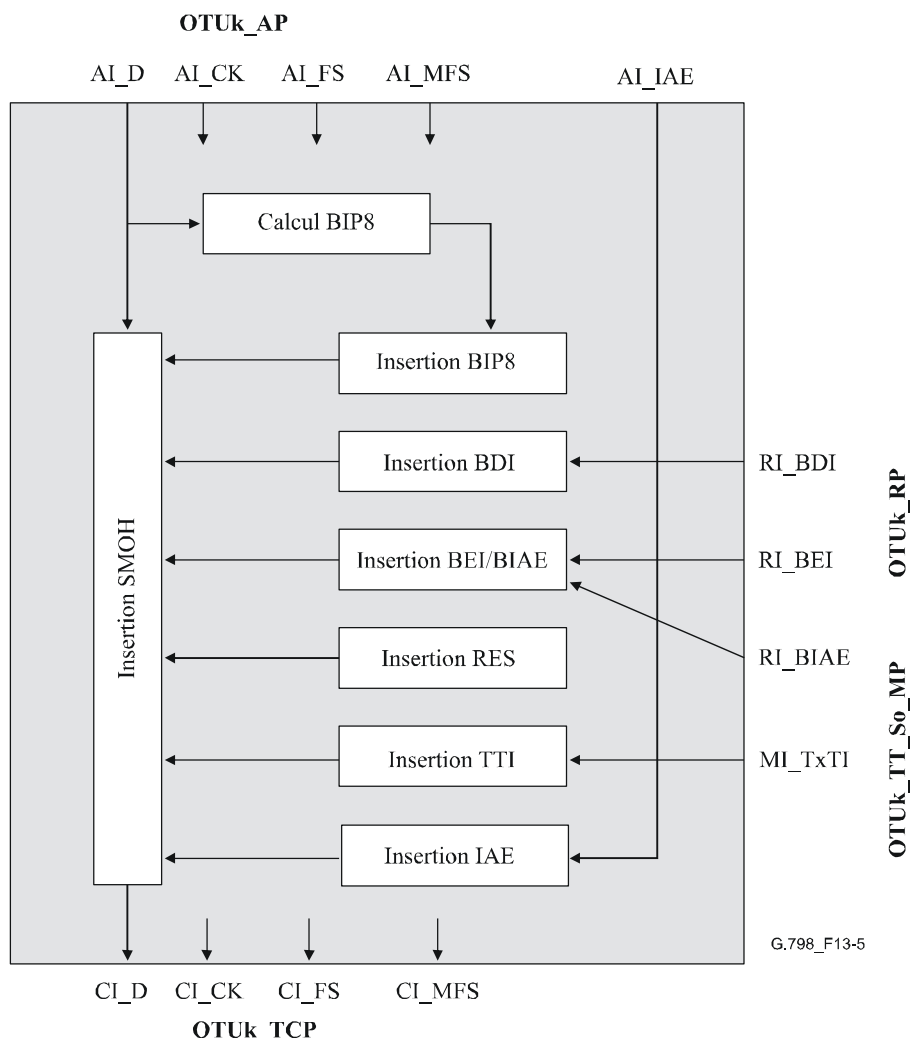 OTUk_AP
AI_D AI_CK AI_FS AI_MFS AI_IAE
Calcul BIP8
Insertion BIP8
Insertion BDI
RI_BDI
Insertion BEI/BIAE
RI_BEI
OTUk_RP
Insertion SMOH
Insertion RES
RI_BIAE
Insertion TTI
MI_TxTI
OTUk_TT_So_MP
Insertion IAE
G.798_F13-5
CI_D CI_CK CI_FS CI_MFS
OTUk_TCP